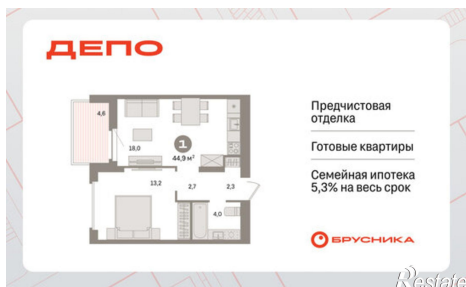 ДЕПО
4,6
18,0
1
44,9 м²
13,2
2,7
2,3
4,0
Предчистовая
отделка
Готовые квартиры
Семейная ипотека
5,3% на весь срок
БРУСНИКА
Restate